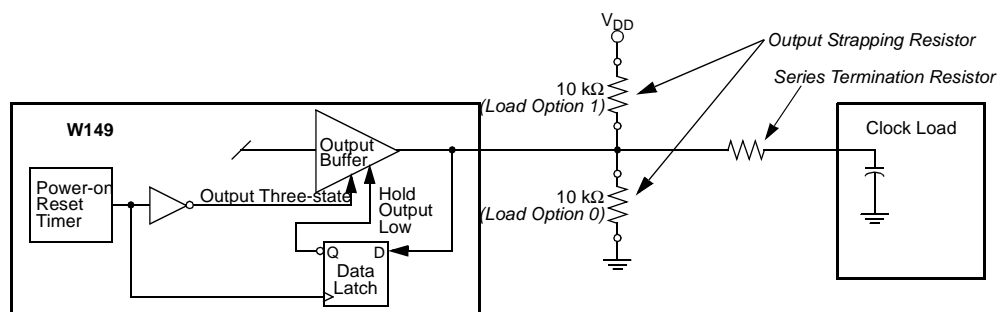 VDD
Output Strapping Resistor
Series Termination Resistor
10 kΩ
(Load Option 1)
W149
Output
Buffer
Clock Load
Power-on
Reset
Timer
Output Three-state
Hold
Output
Low
10 kΩ
(Load Option 0)
Q
D
Data
Latch